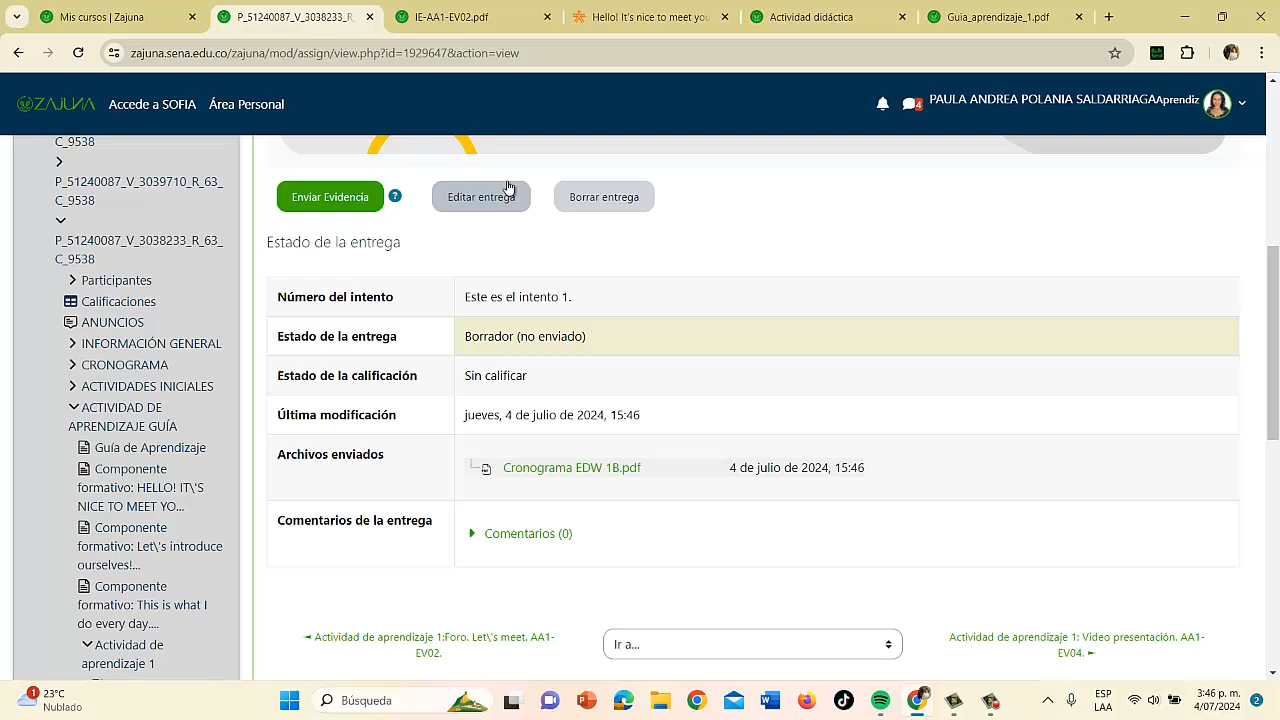 Mis cursos | Zajuna
P_51240087_V_3038233_R_
IE-AA1-EV02.pdf
Hello! It's nice to meet you
Actividad didáctica
Guia_aprendizaje_1.pdf
zajuna.sena.edu.co/zajuna/mod/assign/view.php?id=1929647&action=view
ZAJUNA
Accede a SOFIA
Área Personal
4
PAULA ANDREA POLANIA SALDARRIAGAAprendiz
C_9538
P_51240087_V_3039710_R_63_
C_9538
P_51240087_V_3038233_R_63_
C_9538
Participantes
Calificaciones
ANUNCIOS
INFORMACIÓN GENERAL
CRONOGRAMA
ACTIVIDADES INICIALES
ACTIVIDAD DE
APRENDIZAJE GUÍA
Guía de Aprendizaje
Componente
formativo: HELLO! IT\'S
NICE TO MEET YO...
Componente
formativo: Let\'s introduce
ourselves!...
Componente
formativo: This is what I
do every day....
Actividad de
aprendizaje 1
Enviar Evidencia
?
Editar entrega
Borrar entrega
Estado de la entrega
Número del intento
Este es el intento 1.
Estado de la entrega
Borrador (no enviado)
Estado de la calificación
Sin calificar
Última modificación
jueves, 4 de julio de 2024, 15:46
Archivos enviados
Cronograma EDW 1B.pdf
4 de julio de 2024, 15:46
Comentarios de la entrega
Comentarios (0)
◄ Actividad de aprendizaje 1:Foro. Let\'s meet. AA1-
EV02.
Ir a...
Actividad de aprendizaje 1: Video presentación. AA1-
EV04. ►
1
23°C
Nublado
Búsqueda
ESP
LAA
3:46 p. m.
4/07/2024
2